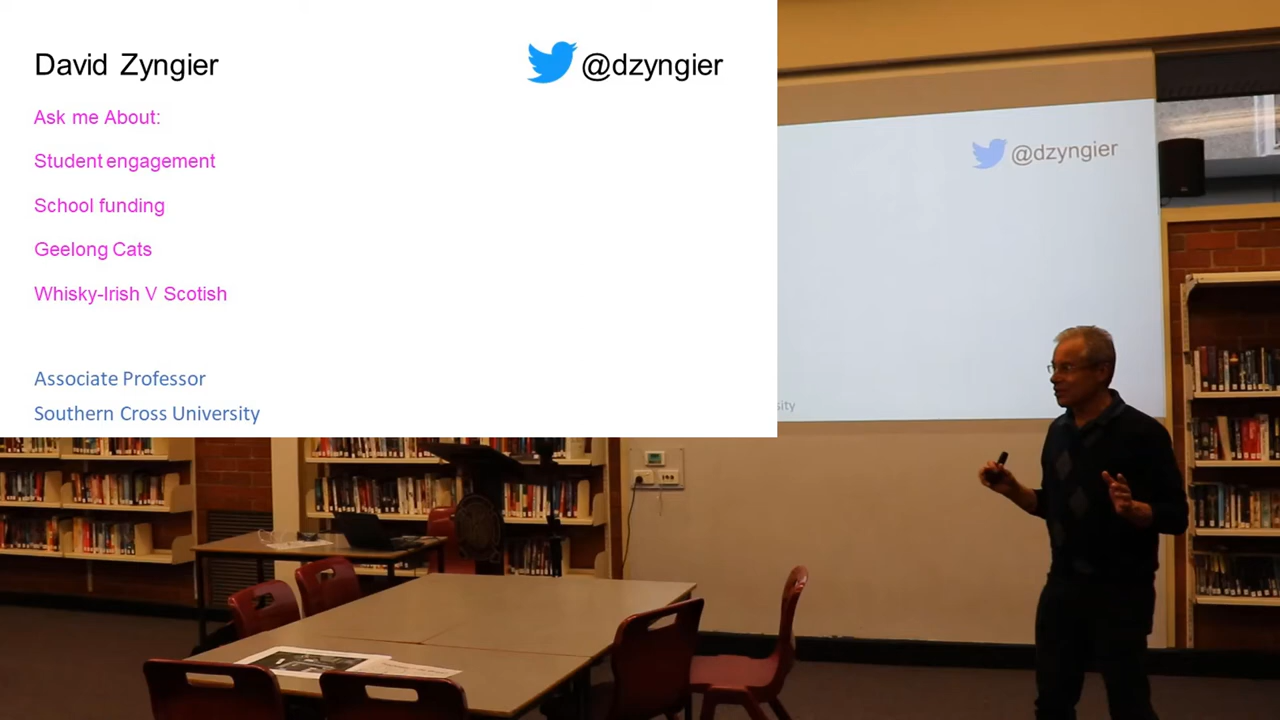 David Zyngier
@dzyngier
Ask me About:
Student engagement
School funding
Geelong Cats
Whisky-Irish V Scotish
Associate Professor
Southern Cross University
@dzyngier
sity